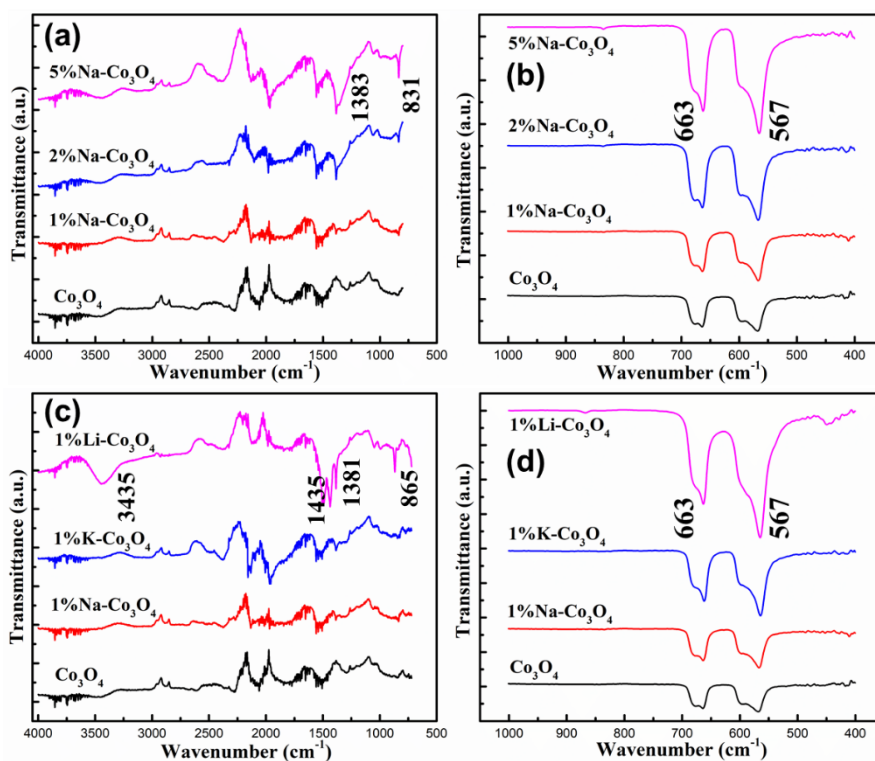 (a)
5%Na-Co₃O₄
1383
831
2%Na-Co₃O₄
1%Na-Co₃O₄
Co₃O₄
Transmittance (a.u.)
4000 3500 3000 2500 2000 1500 1000 500
Wavenumber (cm⁻¹)
(b)
5%Na-Co₃O₄
663
567
2%Na-Co₃O₄
1%Na-Co₃O₄
Co₃O₄
Transmittance (a.u.)
1000 900 800 700 600 500 400
Wavenumber (cm⁻¹)
(c)
1%Li-Co₃O₄
3435
1435
1381
865
1%K-Co₃O₄
1%Na-Co₃O₄
Co₃O₄
Transmittance (a.u.)
4000 3500 3000 2500 2000 1500 1000 500
Wavenumber (cm⁻¹)
(d)
1%Li-Co₃O₄
663
567
1%K-Co₃O₄
1%Na-Co₃O₄
Co₃O₄
Transmittance (a.u.)
1000 900 800 700 600 500 400
Wavenumber (cm⁻¹)